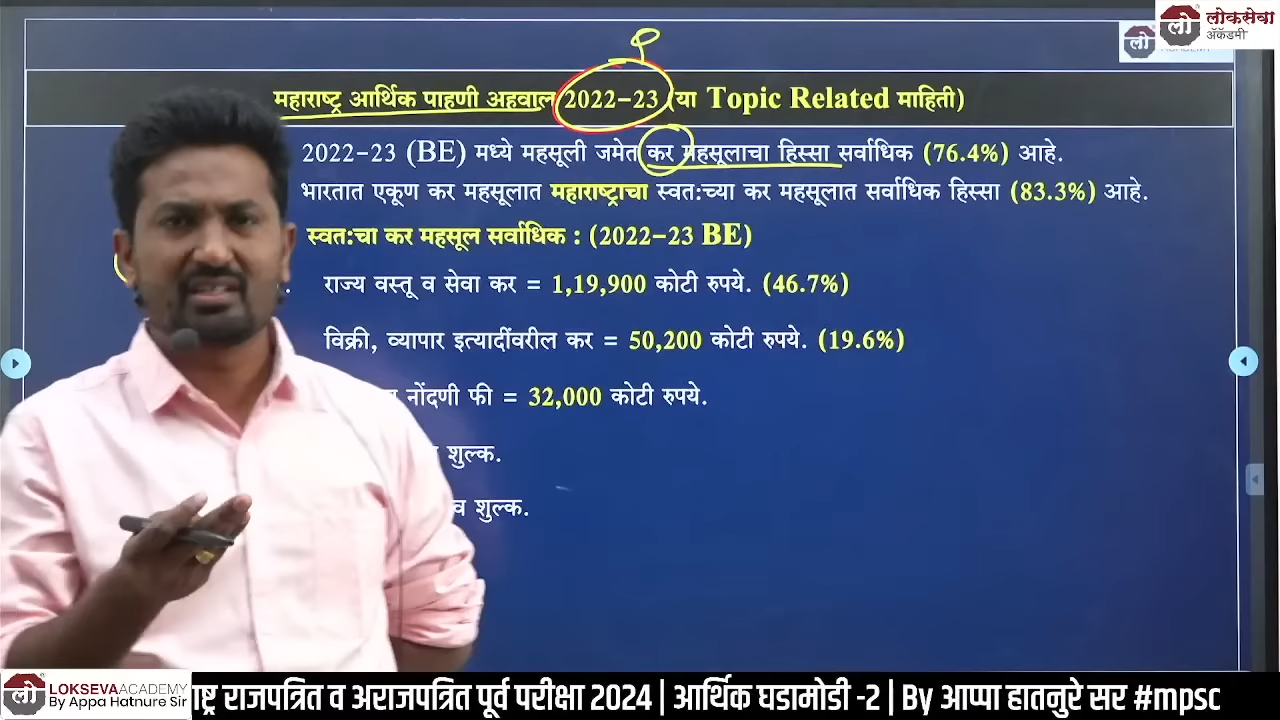 लोकसेवा
अ‍ॅकॅडमी
महाराष्ट्र आर्थिक पाहणी अहवाल 2022-23 (या Topic Related माहिती)
2022-23 (BE) मध्ये महसूली जमेत कर महसूलाचा हिस्सा सर्वाधिक (76.4%) आहे.
भारतात एकूण कर महसूलात महाराष्ट्राचा स्वत:च्या कर महसूलात सर्वाधिक हिस्सा (83.3%) आहे.
स्वत:चा कर महसूल सर्वाधिक : (2022-23 BE)
राज्य वस्तू व सेवा कर = 1,19,900 कोटी रुपये. (46.7%)
विक्री, व्यापार इत्यादींवरील कर = 50,200 कोटी रुपये. (19.6%)
नोंदणी फी = 32,000 कोटी रुपये.
शुल्क.
व शुल्क.
लो LOKSEVA ACADEMY
By Appa Hatnure Sir
राजपत्रित व अराजपत्रित पूर्व परीक्षा 2024 | आर्थिक घडामोडी -2 | By आप्पा हातनुरे सर #mpsc